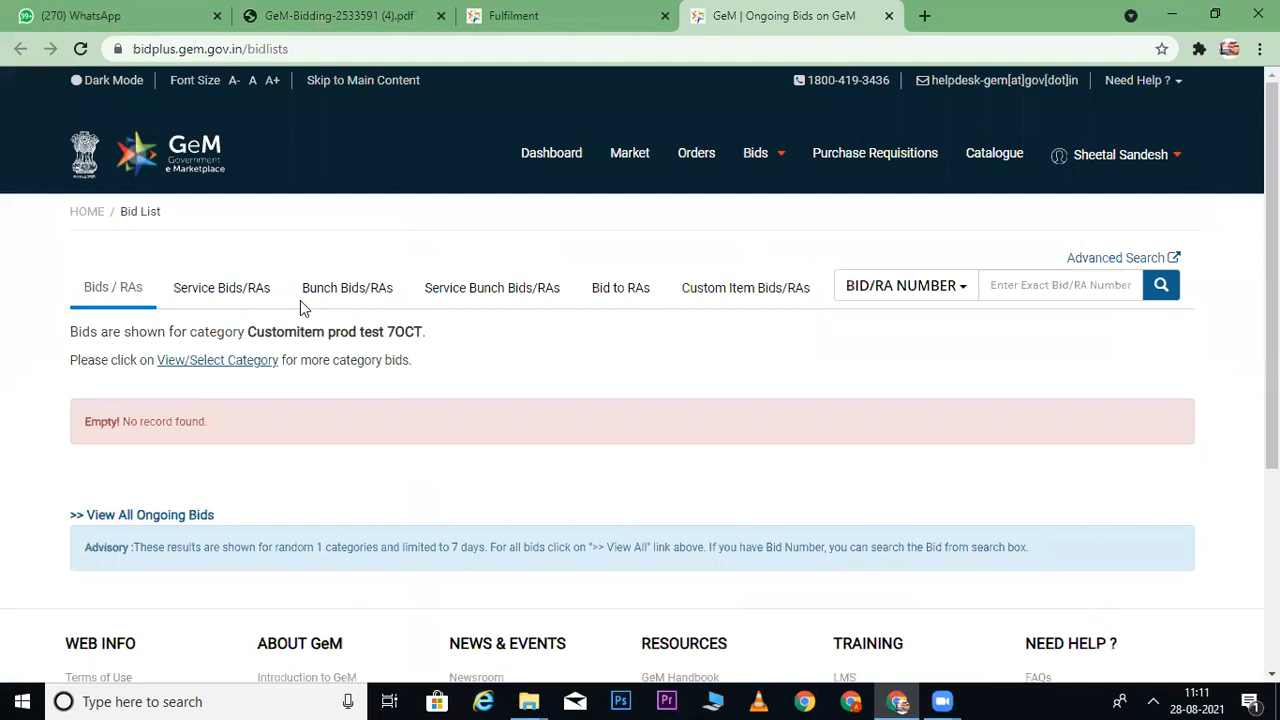 99+ (270) WhatsApp × GeM-Bidding-2533591 (4).pdf × Fulfilment × GeM | Ongoing Bids on GeM × +
bidplus.gem.gov.in/bidlists
Dark Mode Font Size A- A A+ Skip to Main Content 1800-419-3436 helpdesk-gem[at]gov[dot]in Need Help ?
GeM
Government
e Marketplace
Dashboard Market Orders Bids Purchase Requisitions Catalogue Sheetal Sandesh
HOME / Bid List
Advanced Search
Bids / RAs Service Bids/RAs Bunch Bids/RAs Service Bunch Bids/RAs Bid to RAs Custom Item Bids/RAs BID/RA NUMBER Enter Exact Bid/RA Number
Bids are shown for category Customitem prod test 7OCT.
Please click on View/Select Category for more category bids.
Empty! No record found.
>> View All Ongoing Bids
Advisory :These results are shown for random 1 categories and limited to 7 days. For all bids click on ">> View All" link above. If you have Bid Number, you can search the Bid from search box.
WEB INFO ABOUT GeM NEWS & EVENTS RESOURCES TRAINING NEED HELP ?
Terms of Use Introduction to GeM Newsroom GeM Handbook LMS FAQs
Type here to search Ps Pr 11:11
28-08-2021 1